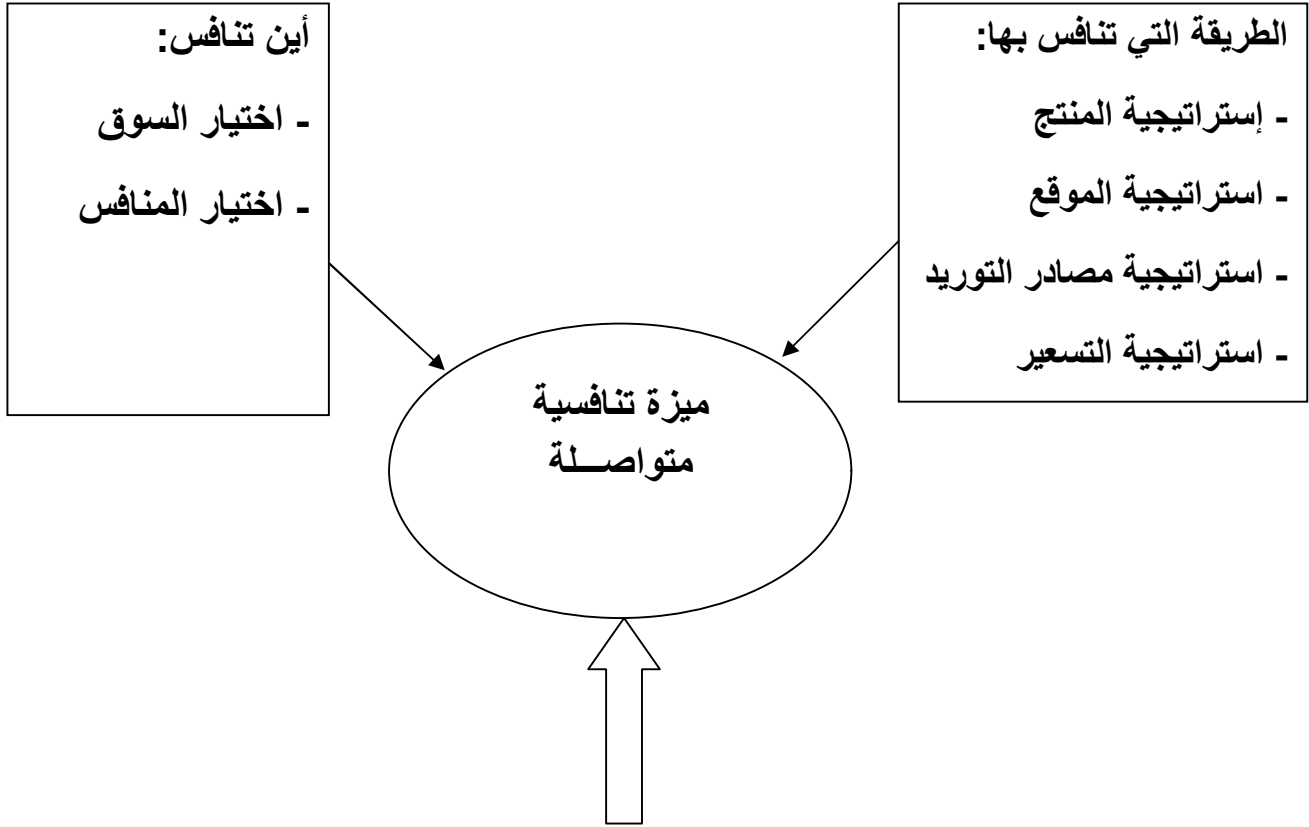 الطريقة التي تنافس بها:
- إستراتيجية المنتج
- استراتيجية الموقع
- استراتيجية مصادر التوريد
- استراتيجية التسعير
أين تنافس:
- اختيار السوق
- اختيار المنافس
ميزة تنافسية
متواصـــلة